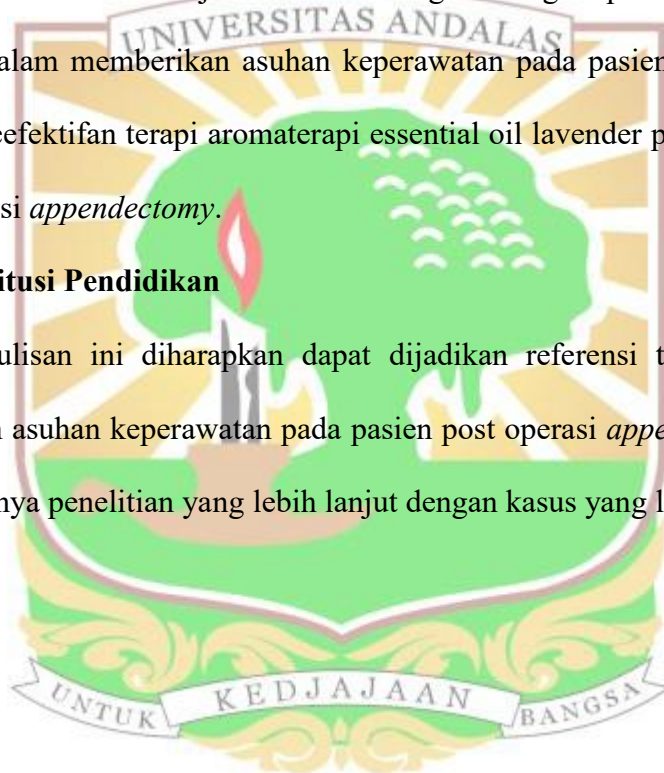 UNIVERSITAS ANDALAS
alam memberikan asuhan keperawatan pada pasien
eefektifan terapi aromaterapi essential oil lavender p
si appendectomy.
itusi Pendidikan
ulisan ini diharapkan dapat dijadikan referensi t
n asuhan keperawatan pada pasien post operasi appe
nya penelitian yang lebih lanjut dengan kasus yang l
UNTUK KEDJAJAAN BANGSA